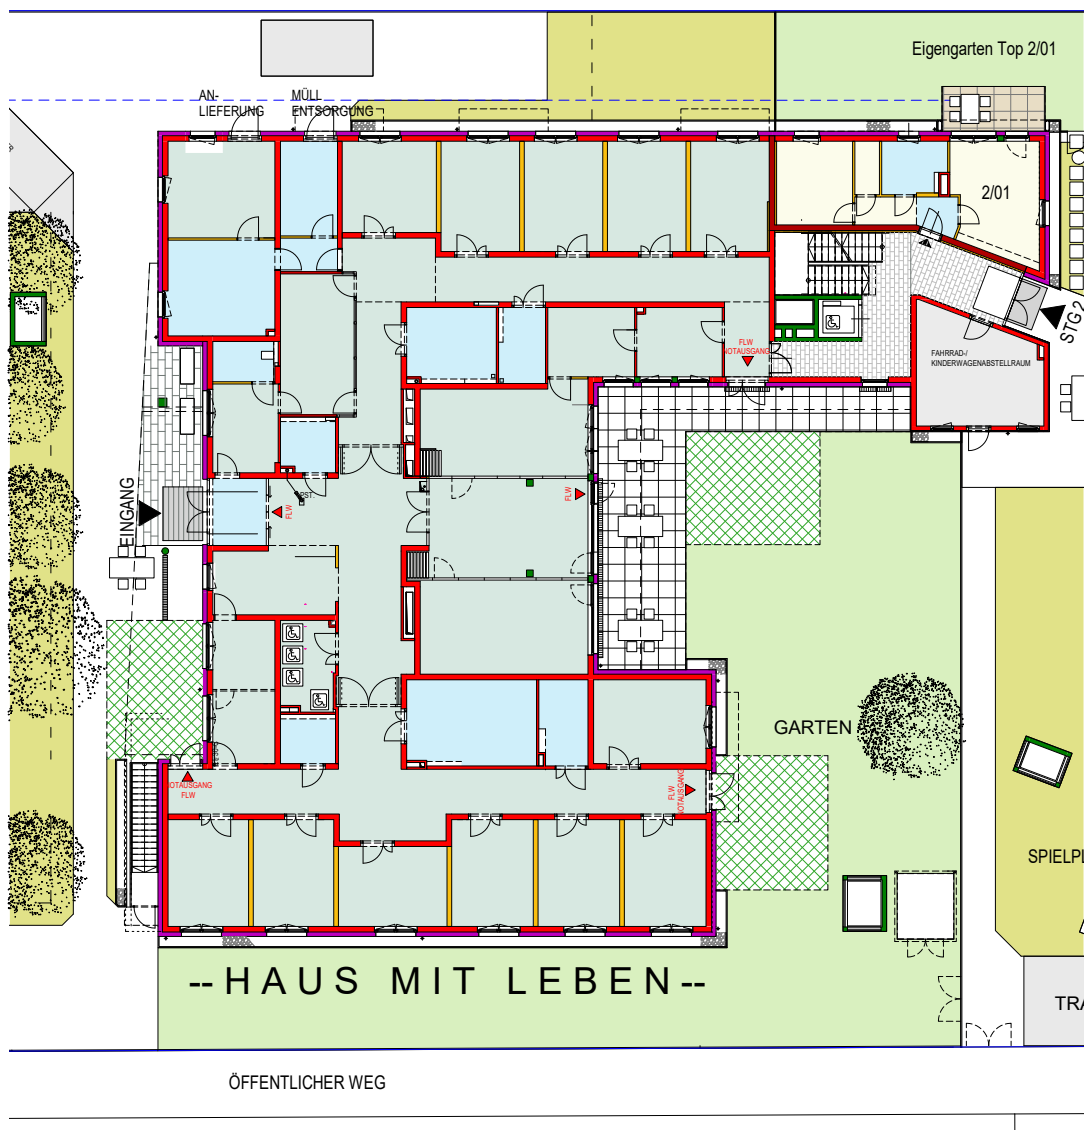 Eigengarten Top 2/01
AN-
LIEFERUNG
MÜLL
ENTSORGUNG
2/01
STG 2
FAHRRAD-/
KINDERWAGENABSTELLRAUM
FLW
NOTAUSGANG
EINGANG
FLW
PST.
FLW
GARTEN
NOTAUSGANG
FLW
FLW
NOTAUSGANG
SPIELPL
-- HAUS MIT LEBEN --
TRA
ÖFFENTLICHER WEG